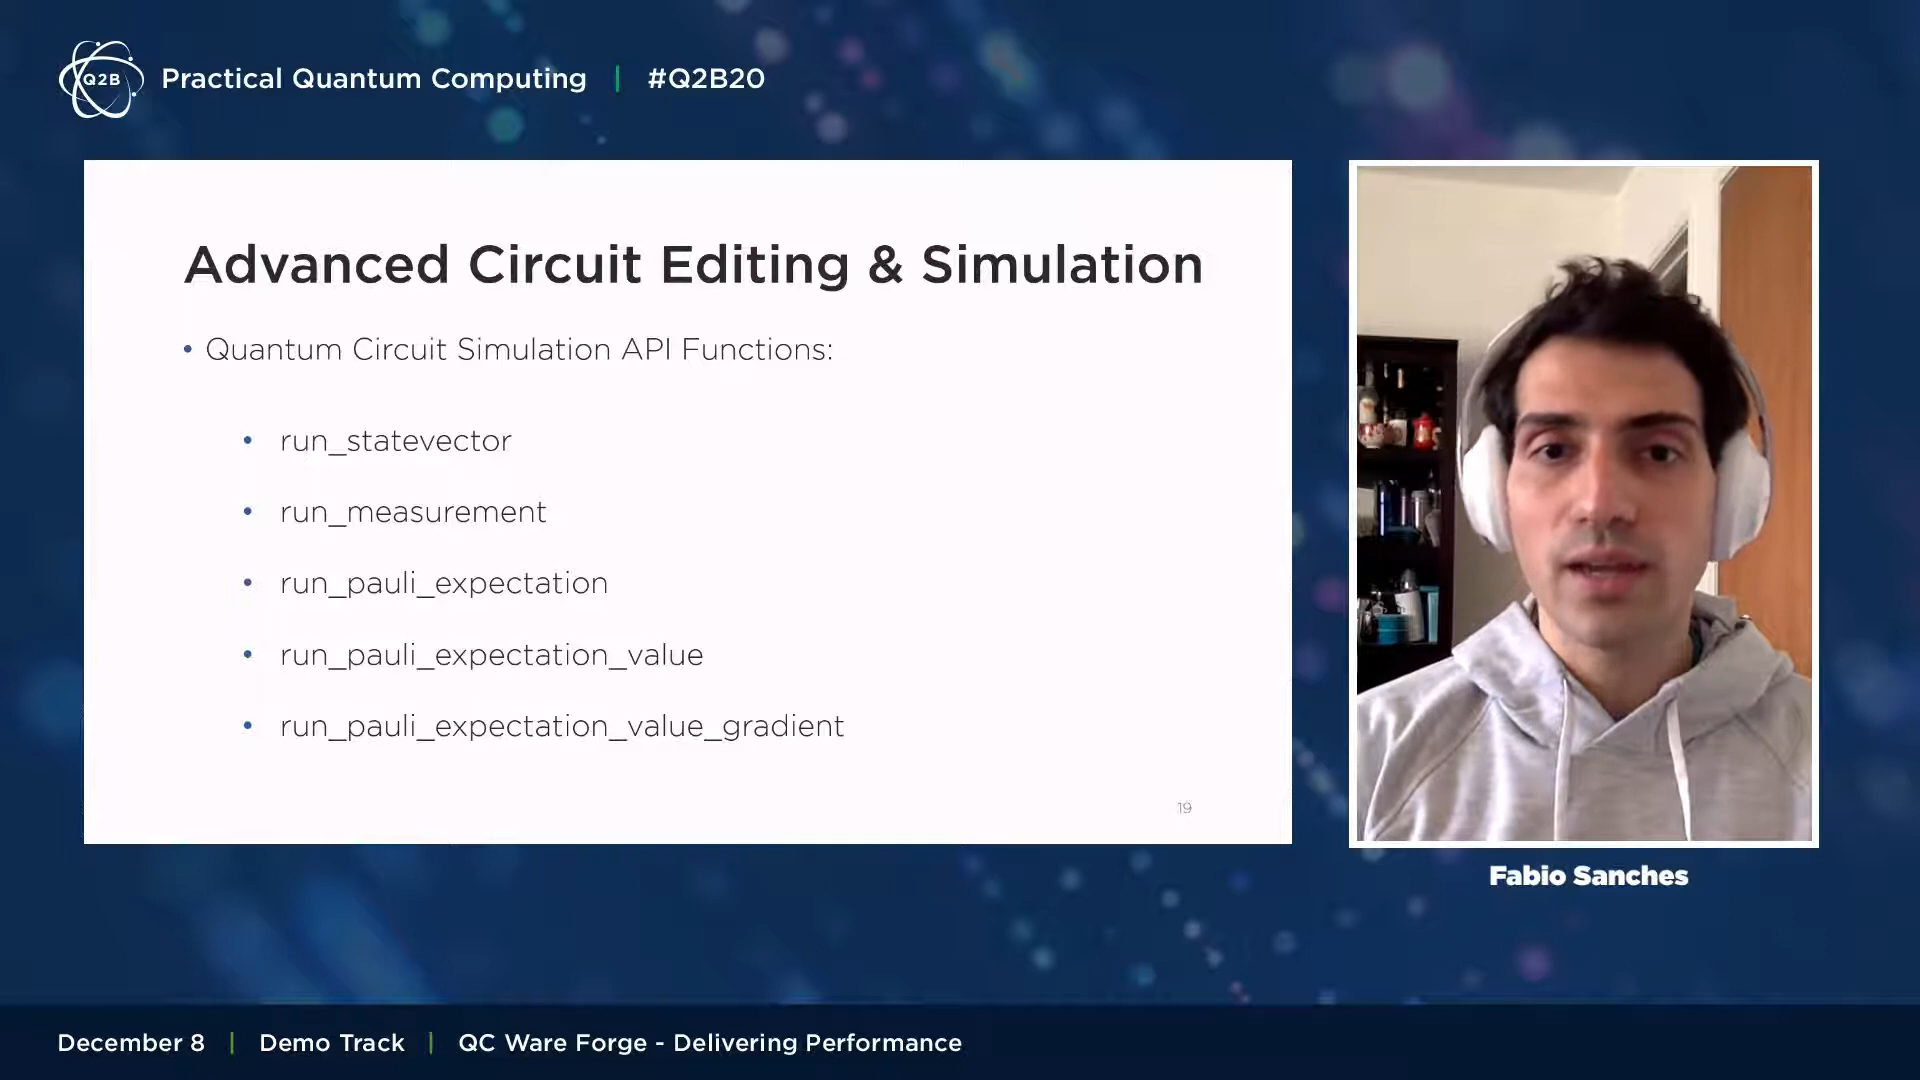 Q2B
Practical Quantum Computing | #Q2B20
Advanced Circuit Editing & Simulation
• Quantum Circuit Simulation API Functions:
• run_statevector
• run_measurement
• run_pauli_expectation
• run_pauli_expectation_value
• run_pauli_expectation_value_gradient
19
Fabio Sanches
December 8 | Demo Track | QC Ware Forge - Delivering Performance